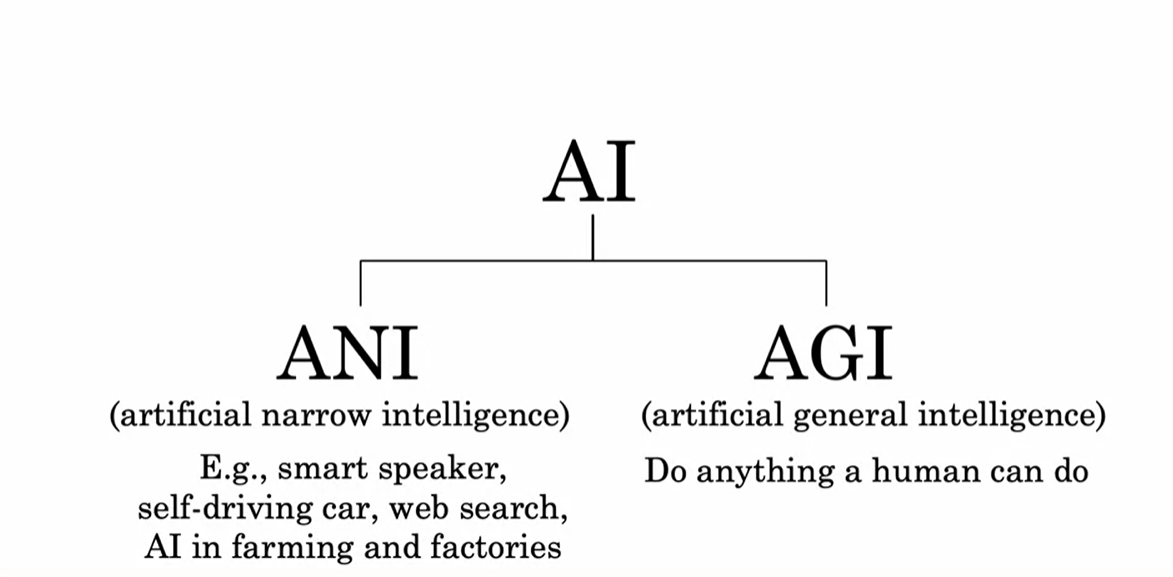 AI
ANI
(artificial narrow intelligence)
E.g., smart speaker,
self-driving car, web search,
AI in farming and factories
AGI
(artificial general intelligence)
Do anything a human can do